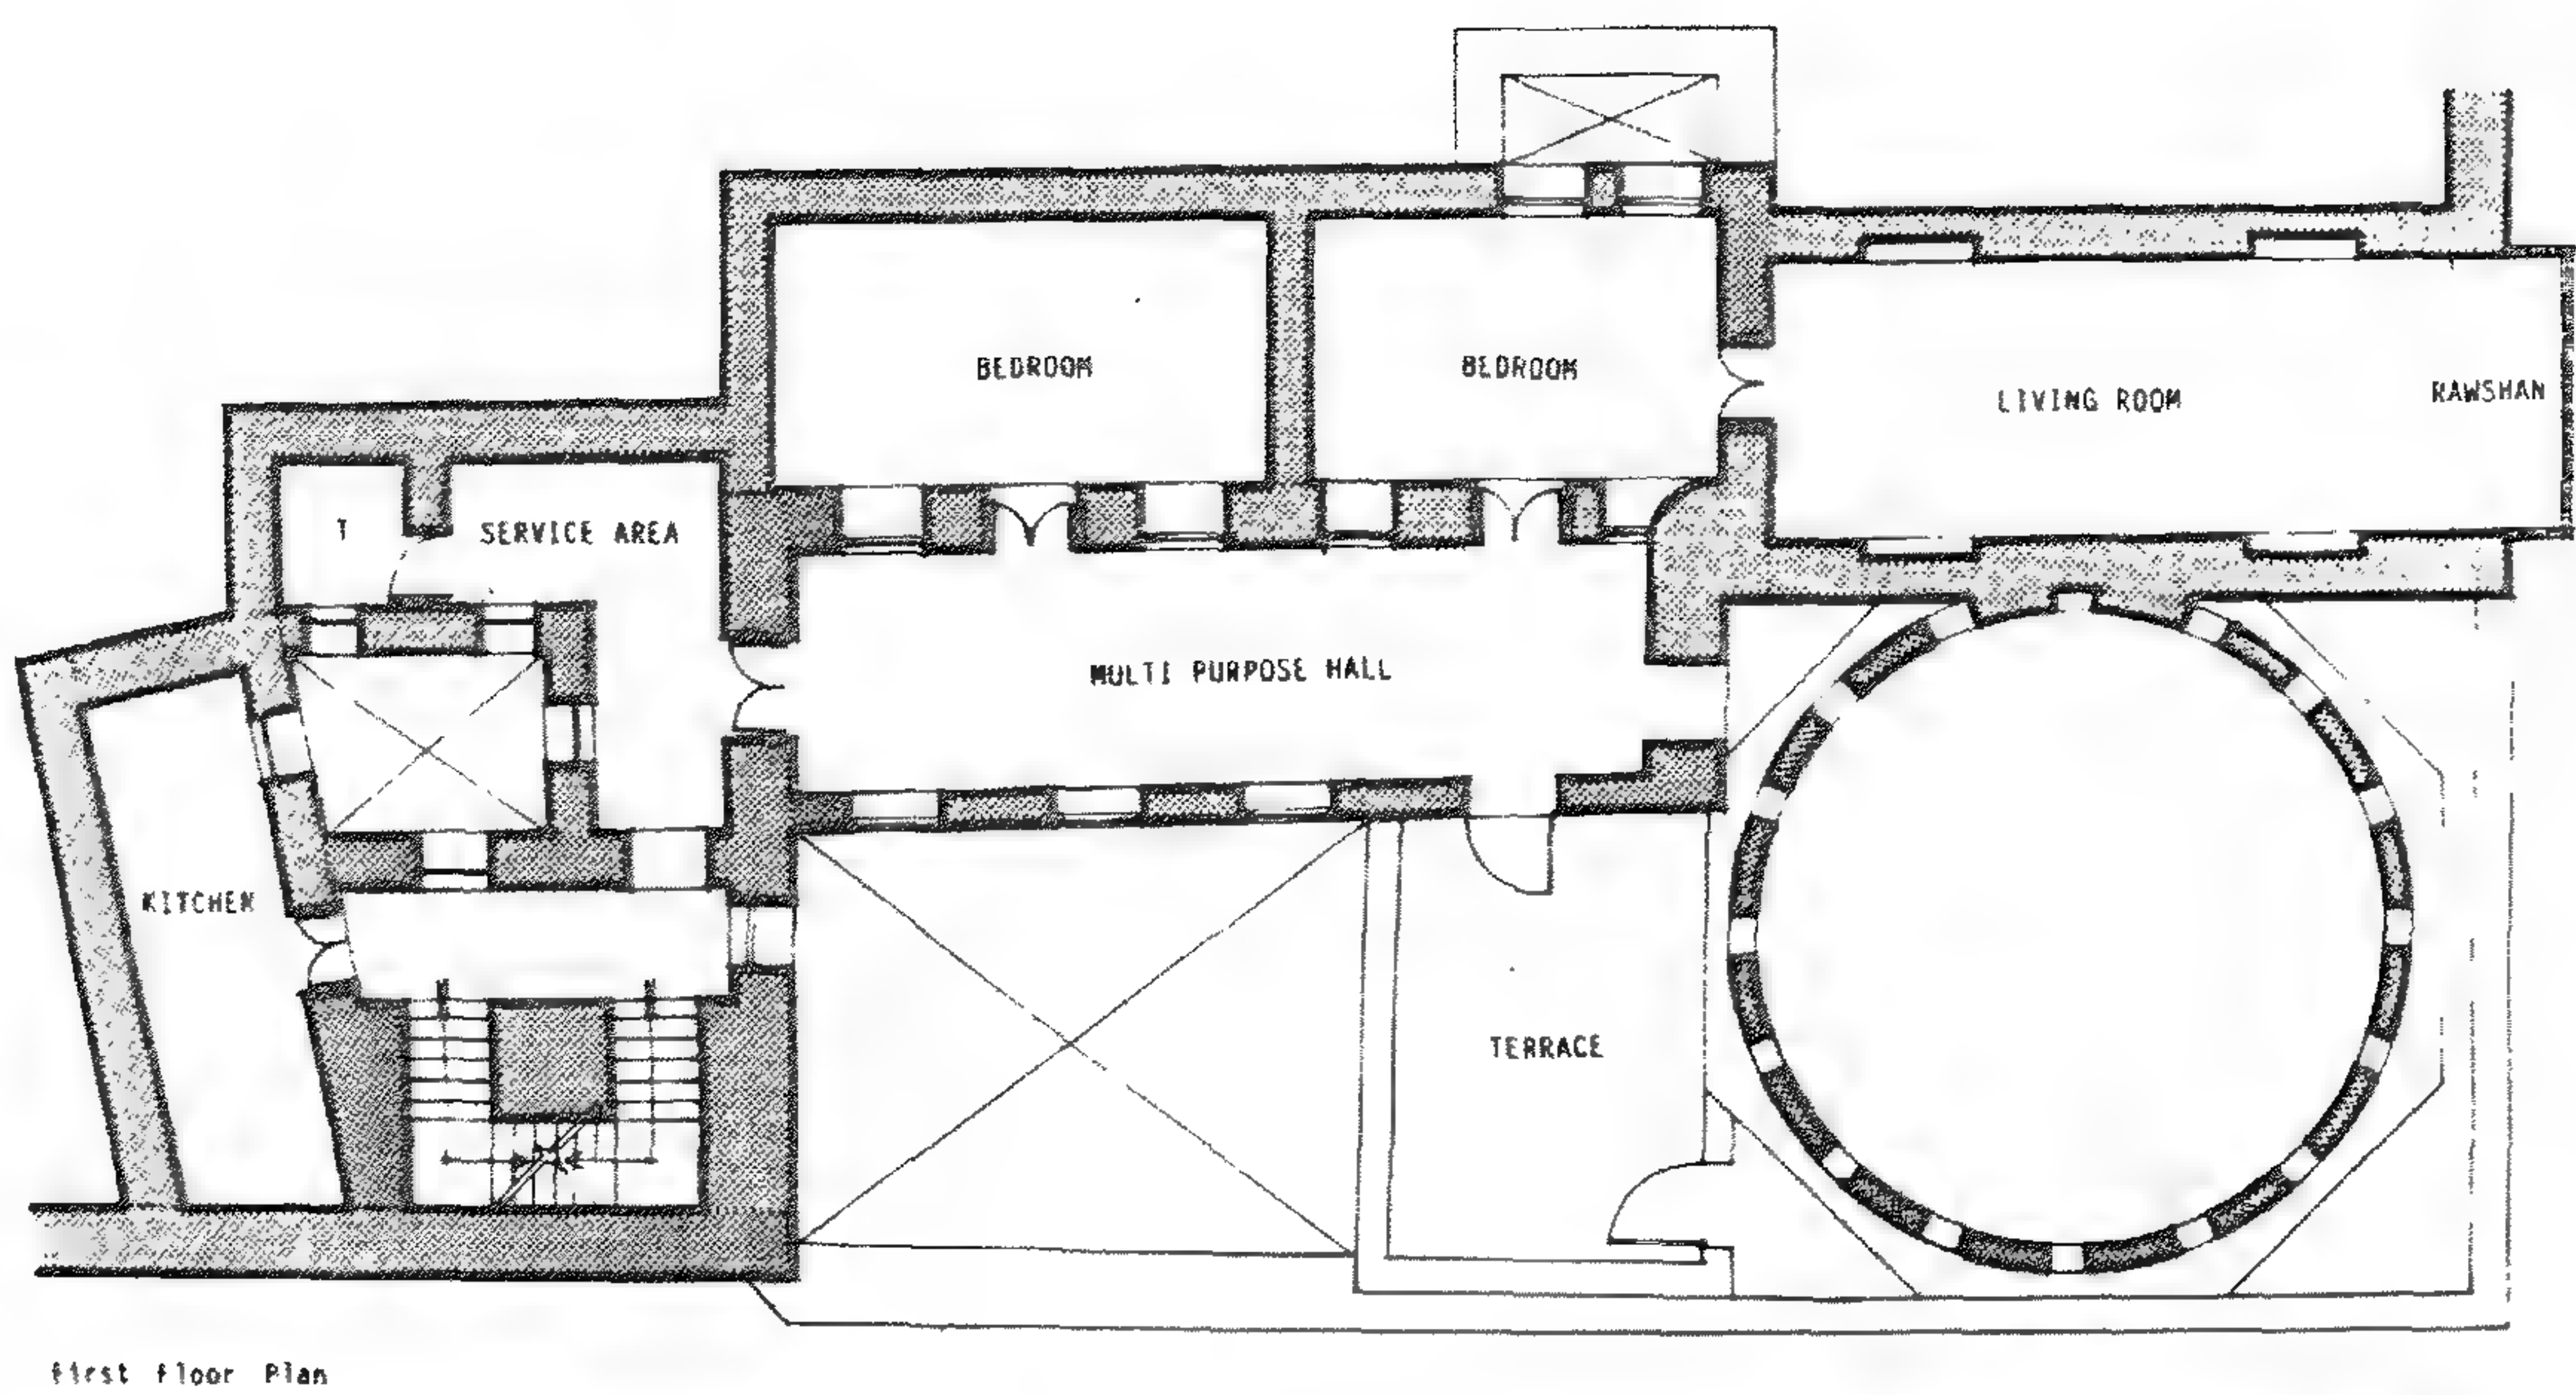 BEDROOM
BEDROOM
LIVING ROOM
RAWSHAN
T
SERVICE AREA
MULTI PURPOSE HALL
KITCHEN
TERRACE
first floor Plan